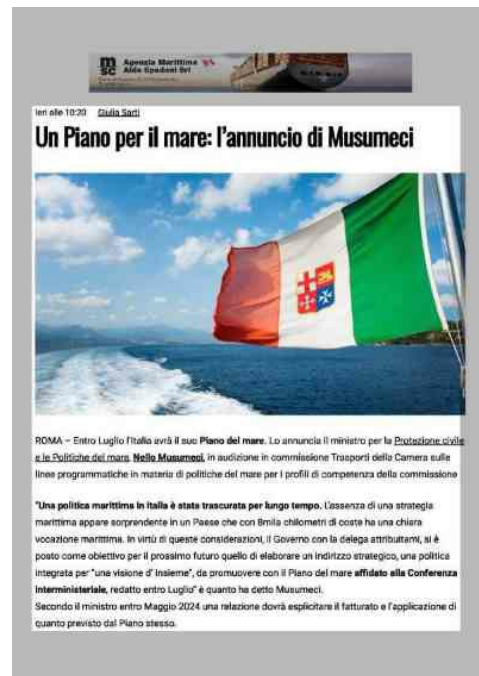 msc
Agenzia Marittima
Aldo Spadoni Srl
Ieri alle 10:20 Giulia Sarti
Un Piano per il mare: l'annuncio di Musumeci
ROMA – Entro Luglio l'Italia avrà il suo Piano del mare. Lo annuncia il ministro per la Protezione civile
e le Politiche del mare, Nello Musumeci, in audizione in commissione Trasporti della Camera sulle
linee programmatiche in materia di politiche del mare per i profili di competenza della commissione
"Una politica marittima in Italia è stata trascurata per lungo tempo. L'assenza di una strategia
marittima appare sorprendente in un Paese che con 8mila chilometri di coste ha una chiara
vocazione marittima. In virtù di queste considerazioni, il Governo con la delega attribuitami, si è
posto come obiettivo per il prossimo futuro quello di elaborare un indirizzo strategico, una politica
integrata per "una visione d' insieme", da promuovere con il Piano del mare affidato alla Conferenza
interministeriale, redatto entro Luglio" è quanto ha detto Musumeci.
Secondo il ministro entro Maggio 2024 una relazione dovrà esplicitare il fatturato e l'applicazione di
quanto previsto dal Piano stesso.